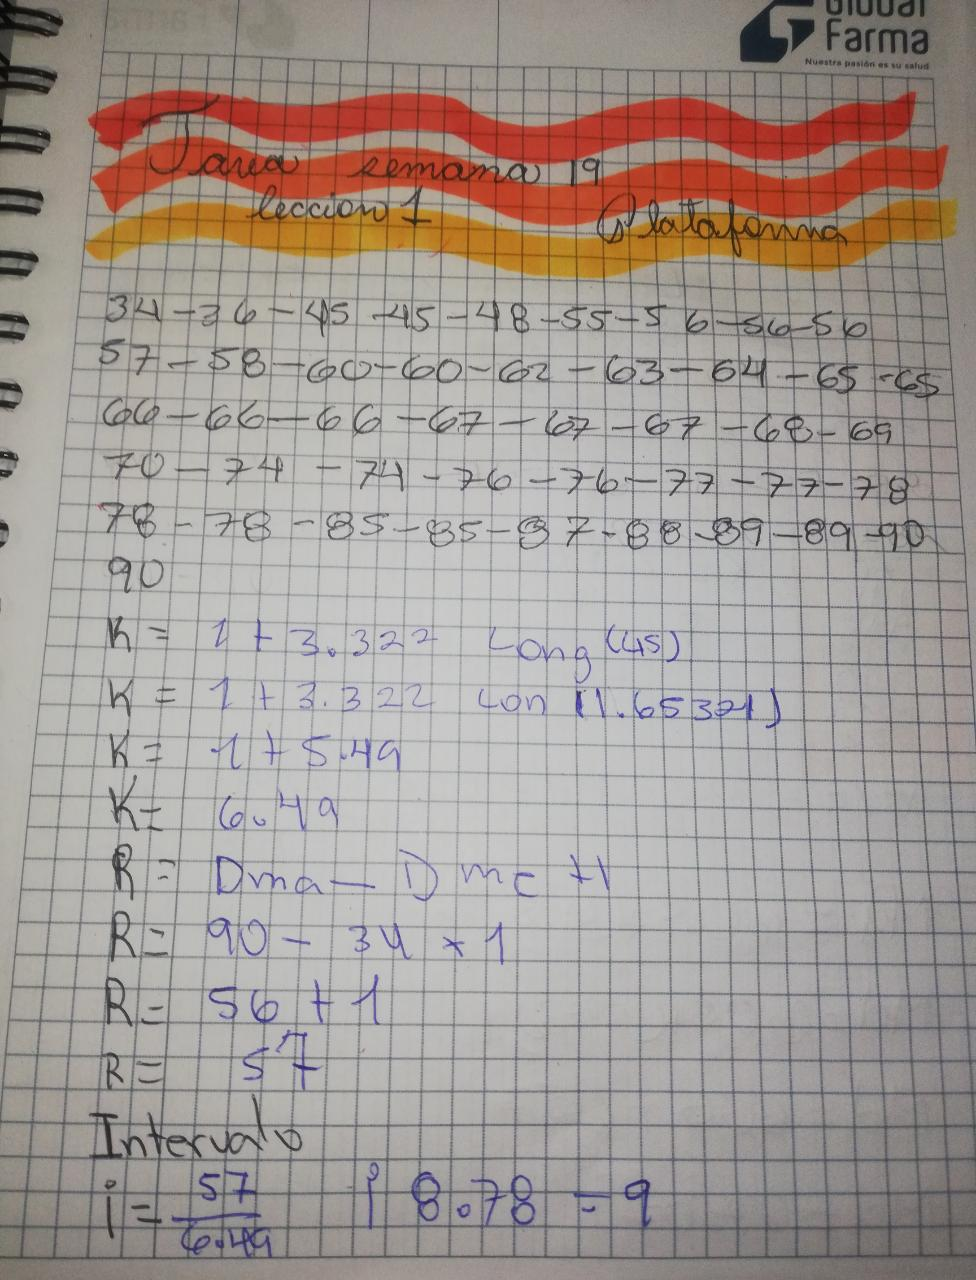 Global
Farma
Nuestra pasión es su salud
Tarea semana 19
leccion 1 Plataforma
34-36-45-45-48-55-56-56-56
57-58-60-60-62-63-64-65-65
66-66-66-67-67-67-68-69
70-74-74-76-76-77-77-78
78-78-85-85-87-88-89-89-90
90
K = 1 + 3.322 Long (45)
K = 1 + 3.322 Lon (1.65321)
K = 1 + 5.49
K = 6.49
R = Dma - Dme +1
R = 90 - 34 + 1
R = 56 + 1
R = 57
Intervalo
i = 57/6.49 i 8.78 = 9